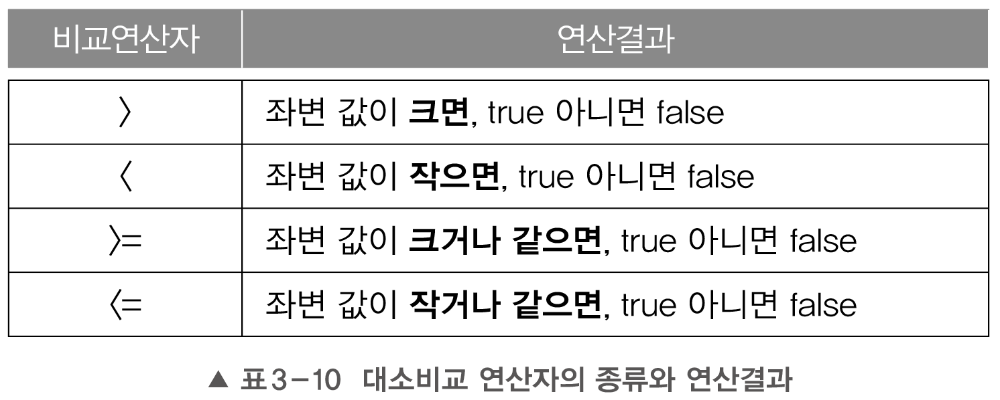 비교연산자 연산결과
> 좌변 값이 크면, true 아니면 false
< 좌변 값이 작으면, true 아니면 false
>= 좌변 값이 크거나 같으면, true 아니면 false
<= 좌변 값이 작거나 같으면, true 아니면 false
▲ 표3-10 대소비교 연산자의 종류와 연산결과